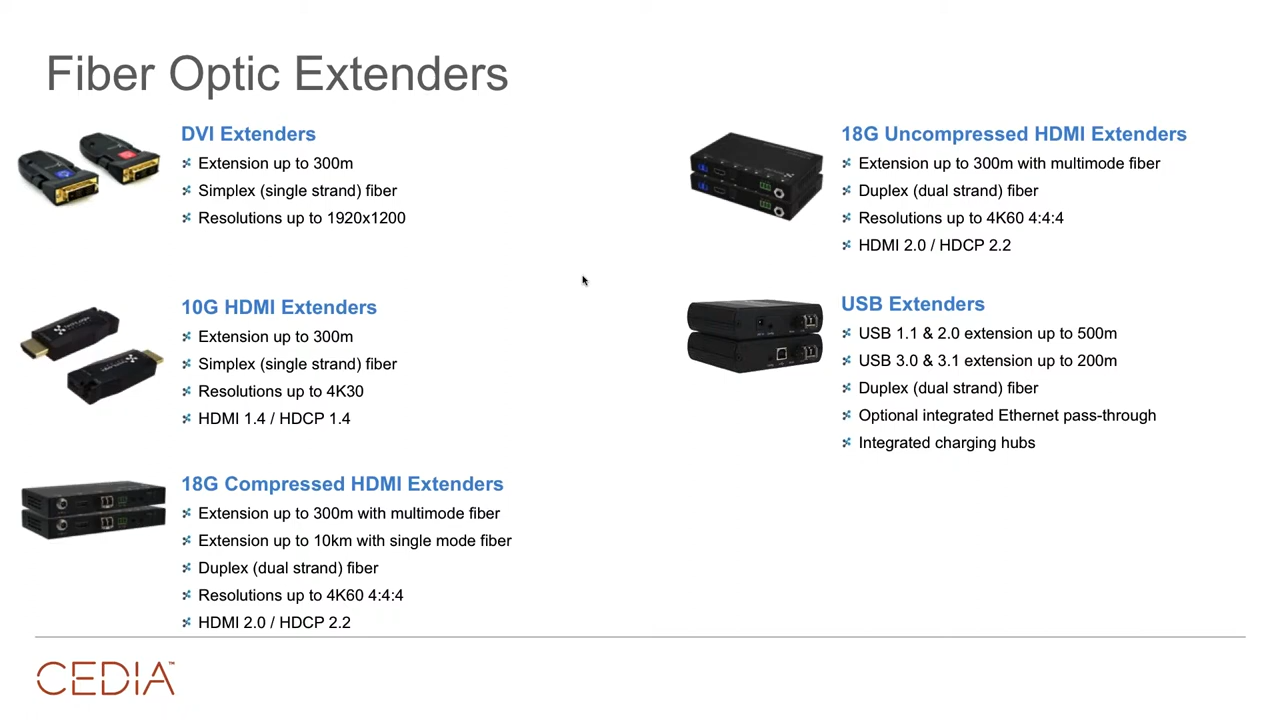 Fiber Optic Extenders
DVI Extenders
Extension up to 300m
Simplex (single strand) fiber
Resolutions up to 1920x1200
10G HDMI Extenders
Extension up to 300m
Simplex (single strand) fiber
Resolutions up to 4K30
HDMI 1.4 / HDCP 1.4
18G Compressed HDMI Extenders
Extension up to 300m with multimode fiber
Extension up to 10km with single mode fiber
Duplex (dual strand) fiber
Resolutions up to 4K60 4:4:4
HDMI 2.0 / HDCP 2.2
18G Uncompressed HDMI Extenders
Extension up to 300m with multimode fiber
Duplex (dual strand) fiber
Resolutions up to 4K60 4:4:4
HDMI 2.0 / HDCP 2.2
USB Extenders
USB 1.1 & 2.0 extension up to 500m
USB 3.0 & 3.1 extension up to 200m
Duplex (dual strand) fiber
Optional integrated Ethernet pass-through
Integrated charging hubs
CEDIA™